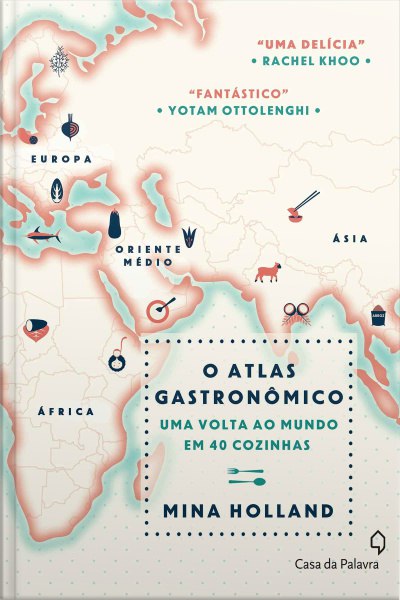 “UMA DELÍCIA”
• RACHEL KHOO •
“FANTÁSTICO”
• YOTAM OTTOLENGHI •
EUROPA
ORIENTE
MÉDIO
ÁSIA
ARROZ
ÁFRICA
O ATLAS
GASTRONÔMICO
UMA VOLTA AO MUNDO
EM 40 COZINHAS
MINA HOLLAND
Casa da Palavra